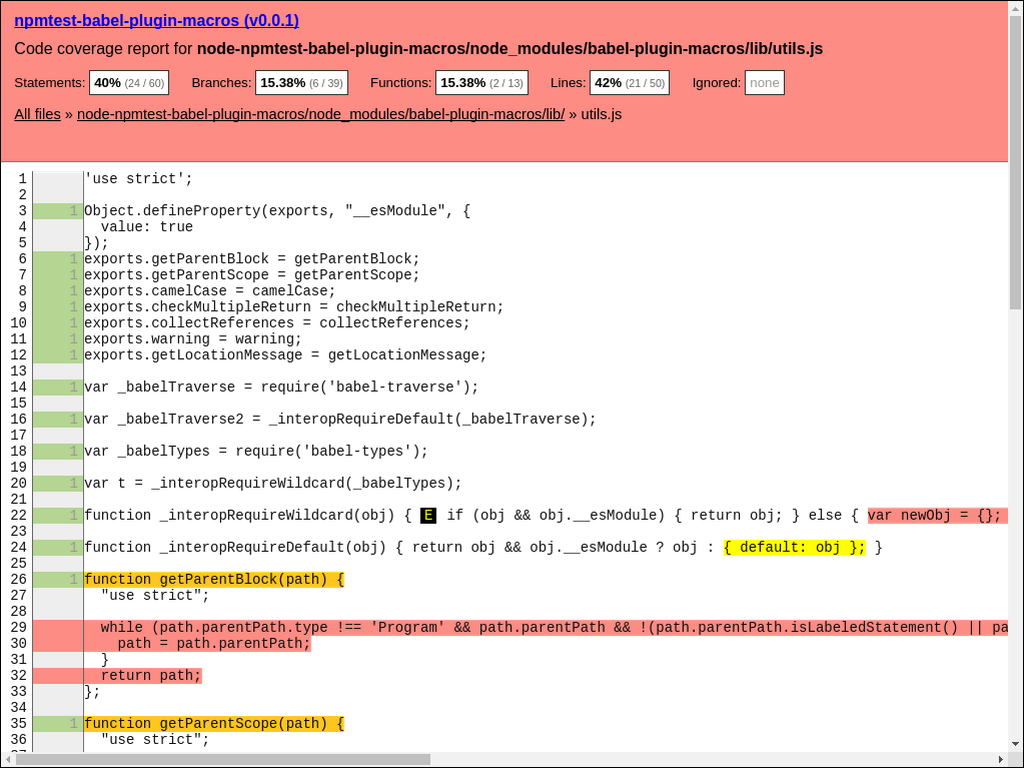 npmtest-babel-plugin-macros (v0.0.1)
Code coverage report for node-npmtest-babel-plugin-macros/node_modules/babel-plugin-macros/lib/utils.js
Statements: 40% (24 / 60) Branches: 15.38% (6 / 39) Functions: 15.38% (2 / 13) Lines: 42% (21 / 50) Ignored: none
All files » node-npmtest-babel-plugin-macros/node_modules/babel-plugin-macros/lib/ » utils.js
1 'use strict';
2
3 1 Object.defineProperty(exports, "__esModule", {
4   value: true
5 });
6 1 exports.getParentBlock = getParentBlock;
7 1 exports.getParentScope = getParentScope;
8 1 exports.camelCase = camelCase;
9 1 exports.checkMultipleReturn = checkMultipleReturn;
10 1 exports.collectReferences = collectReferences;
11 1 exports.warning = warning;
12 1 exports.getLocationMessage = getLocationMessage;
13
14 1 var _babelTraverse = require('babel-traverse');
15
16 1 var _babelTraverse2 = _interopRequireDefault(_babelTraverse);
17
18 1 var _babelTypes = require('babel-types');
19
20 1 var t = _interopRequireWildcard(_babelTypes);
21
22 1 function _interopRequireWildcard(obj) { E if (obj && obj.__esModule) { return obj; } else { var newObj = {};
23
24 1 function _interopRequireDefault(obj) { return obj && obj.__esModule ? obj : { default: obj }; }
25
26 1 function getParentBlock(path) {
27   "use strict";
28
29   while (path.parentPath.type !== 'Program' && path.parentPath && !(path.parentPath.isLabeledStatement() || pa
30     path = path.parentPath;
31   }
32   return path;
33 };
34
35 1 function getParentScope(path) {
36   "use strict";